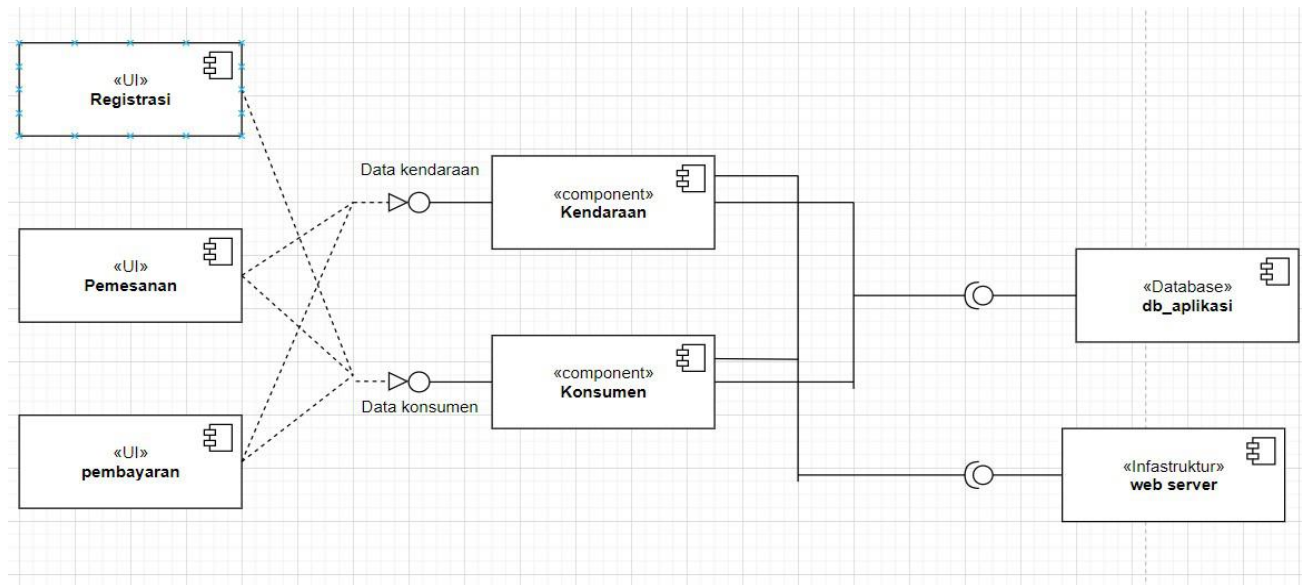 «UI»
Registrasi
Data kendaraan
«component»
Kendaraan
«UI»
Pemesanan
«Database»
db_aplikasi
«component»
Konsumen
Data konsumen
«UI»
pembayaran
«Infastruktur»
web server